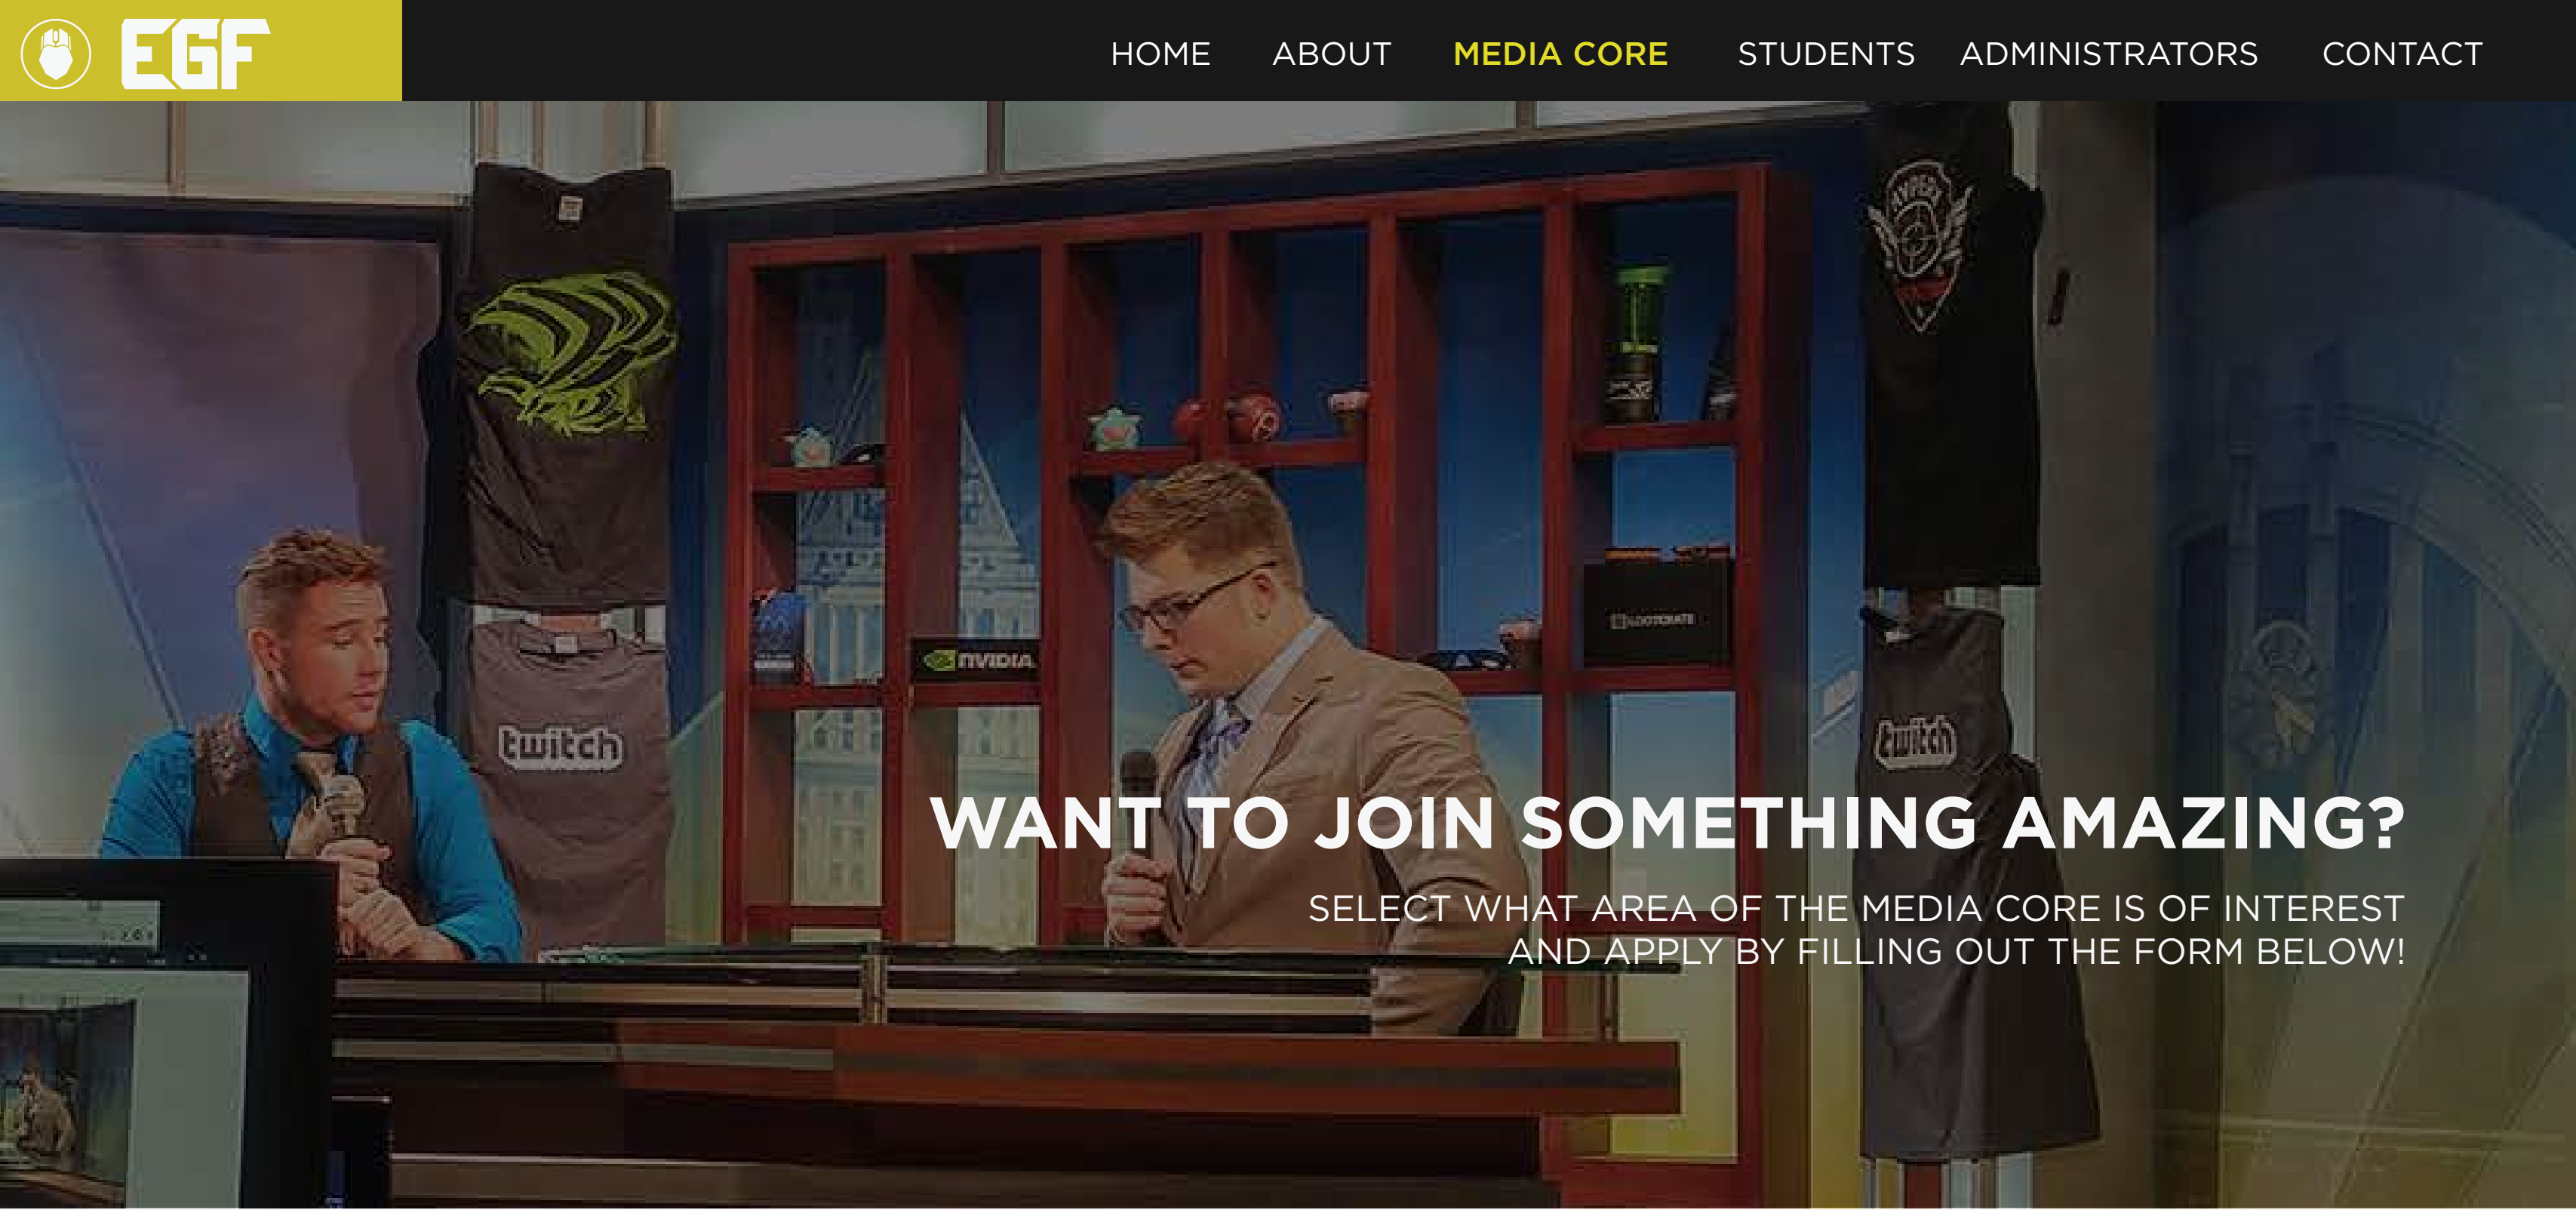 EGF
HOME ABOUT MEDIA CORE STUDENTS ADMINISTRATORS CONTACT
NVIDIA
LOOTCRATE
twitch
twitch
WANT TO JOIN SOMETHING AMAZING?
SELECT WHAT AREA OF THE MEDIA CORE IS OF INTEREST
AND APPLY BY FILLING OUT THE FORM BELOW!